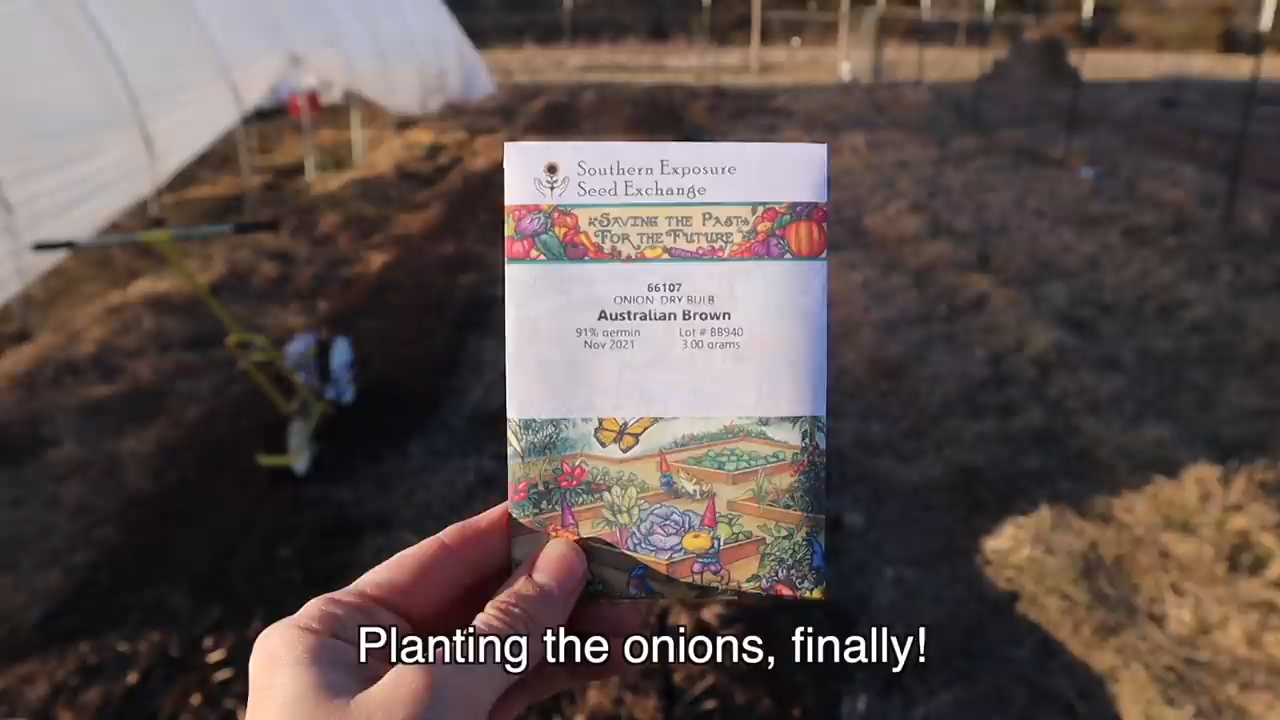 Southern Exposure
Seed Exchange
Saving the Past
For the Future
66107
ONION DRY BULB
Australian Brown
91% germin Lot # BB940
Nov 2021 3.00 grams
Planting the onions, finally!